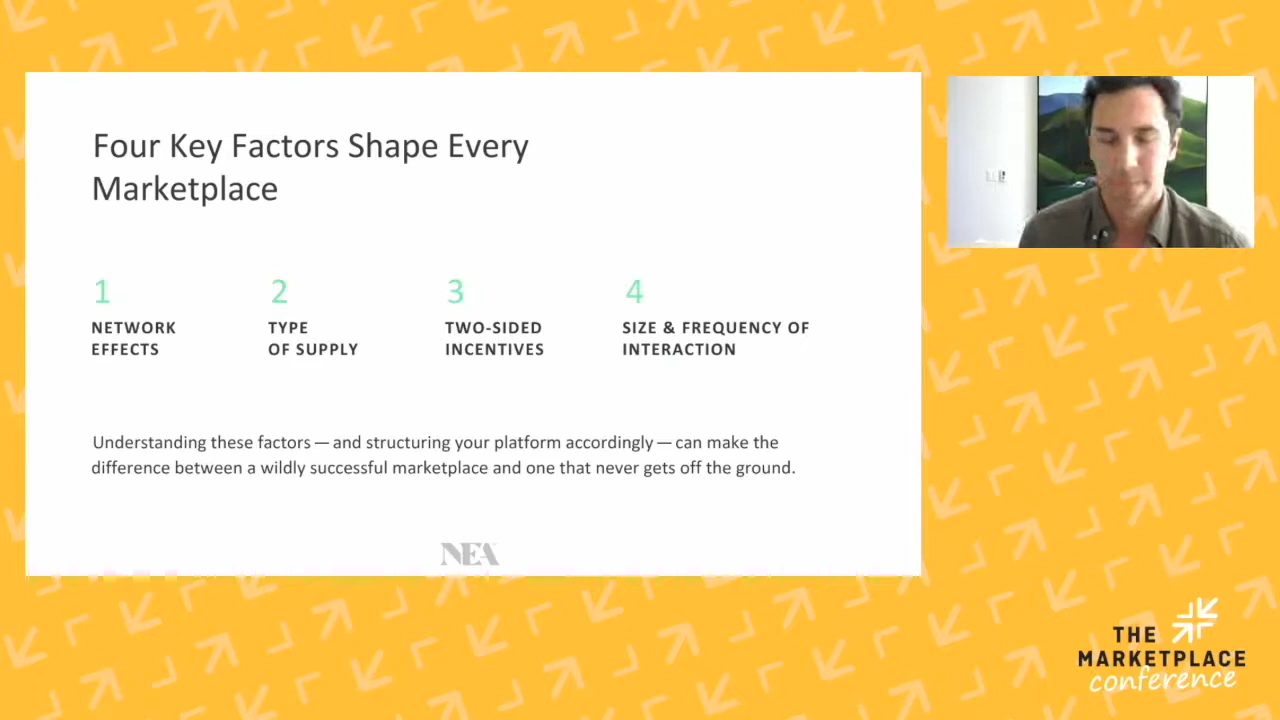 Four Key Factors Shape Every
Marketplace
1
NETWORK
EFFECTS
2
TYPE
OF SUPPLY
3
TWO-SIDED
INCENTIVES
4
SIZE & FREQUENCY OF
INTERACTION
Understanding these factors — and structuring your platform accordingly — can make the
difference between a wildly successful marketplace and one that never gets off the ground.
NEA
THE
MARKETPLACE
conference